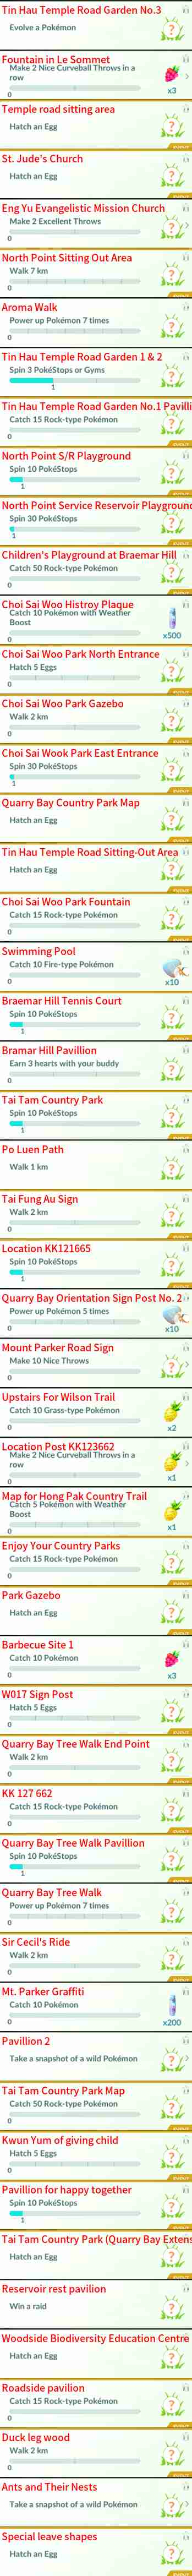 Tin Hau Temple Road Garden No.3
Evolve a Pokémon
?
Fountain in Le Sommet
Make 2 Nice Curveball Throws in a
row
0
x3
Temple road sitting area
Hatch an Egg
?
St. Jude's Church
Hatch an Egg
?
Eng Yu Evangelistic Mission Church
Make 2 Excellent Throws
0
?
North Point Sitting Out Area
Walk 7 km
0
?
Aroma Walk
Power up Pokémon 7 times
0
?
Tin Hau Temple Road Garden 1 & 2
Spin 3 PokéStops or Gyms
1
?
Tin Hau Temple Road Garden No.1 Pavilli
Catch 15 Rock-type Pokémon
0
?
North Point S/R Playground
Spin 10 PokéStops
1
?
North Point Service Reservoir Playground
Spin 30 PokéStops
1
?
Children's Playground at Braemar Hill
Catch 50 Rock-type Pokémon
0
?
Choi Sai Woo Histroy Plaque
Catch 10 Pokémon with Weather
Boost
0
x500
Choi Sai Woo Park North Entrance
Hatch 5 Eggs
0
?
Choi Sai Woo Park Gazebo
Walk 2 km
0
?
Choi Sai Wook Park East Entrance
Spin 30 PokéStops
1
?
Quarry Bay Country Park Map
Hatch an Egg
?
Tin Hau Temple Road Sitting-Out Area
Hatch an Egg
?
Choi Sai Woo Park Fountain
Catch 15 Rock-type Pokémon
0
?
Swimming Pool
Catch 10 Fire-type Pokémon
0
x10
Braemar Hill Tennis Court
Spin 10 PokéStops
1
?
Bramar Hill Pavillion
Earn 3 hearts with your buddy
0
?
Tai Tam Country Park
Spin 10 PokéStops
1
?
Po Luen Path
Walk 1 km
?
Tai Fung Au Sign
Walk 2 km
0
?
Location KK121665
Spin 10 PokéStops
1
?
Quarry Bay Orientation Sign Post No. 2
Power up Pokémon 5 times
0
x10
Mount Parker Road Sign
Make 10 Nice Throws
0
?
Upstairs For Wilson Trail
Catch 10 Grass-type Pokémon
0
x2
Location Post KK123662
Make 2 Nice Curveball Throws in a
row
0
x1
Map for Hong Pak Country Trail
Catch 5 Pokémon with Weather
Boost
0
x1
Enjoy Your Country Parks
Catch 15 Rock-type Pokémon
0
?
Park Gazebo
Hatch an Egg
?
Barbecue Site 1
Catch 10 Pokémon
0
x3
W017 Sign Post
Hatch 5 Eggs
0
?
Quarry Bay Tree Walk End Point
Walk 2 km
0
?
KK 127 662
Catch 15 Rock-type Pokémon
0
?
Quarry Bay Tree Walk Pavillion
Spin 10 PokéStops
1
?
Quarry Bay Tree Walk
Power up Pokémon 7 times
0
?
Sir Cecil's Ride
Walk 2 km
0
?
Mt. Parker Graffiti
Catch 10 Pokémon
0
x200
Pavillion 2
Take a snapshot of a wild Pokémon
?
Tai Tam Country Park Map
Catch 50 Rock-type Pokémon
0
?
Kwun Yum of giving child
Hatch 5 Eggs
0
?
Pavillion for happy together
Spin 10 PokéStops
1
?
Tai Tam Country Park (Quarry Bay Extens
Hatch an Egg
?
Reservoir rest pavilion
Win a raid
?
Woodside Biodiversity Education Centre
Hatch an Egg
?
Roadside pavilion
Catch 15 Rock-type Pokémon
0
?
Duck leg wood
Walk 2 km
0
?
Ants and Their Nests
Take a snapshot of a wild Pokémon
?
Special leave shapes
Hatch an Egg
?